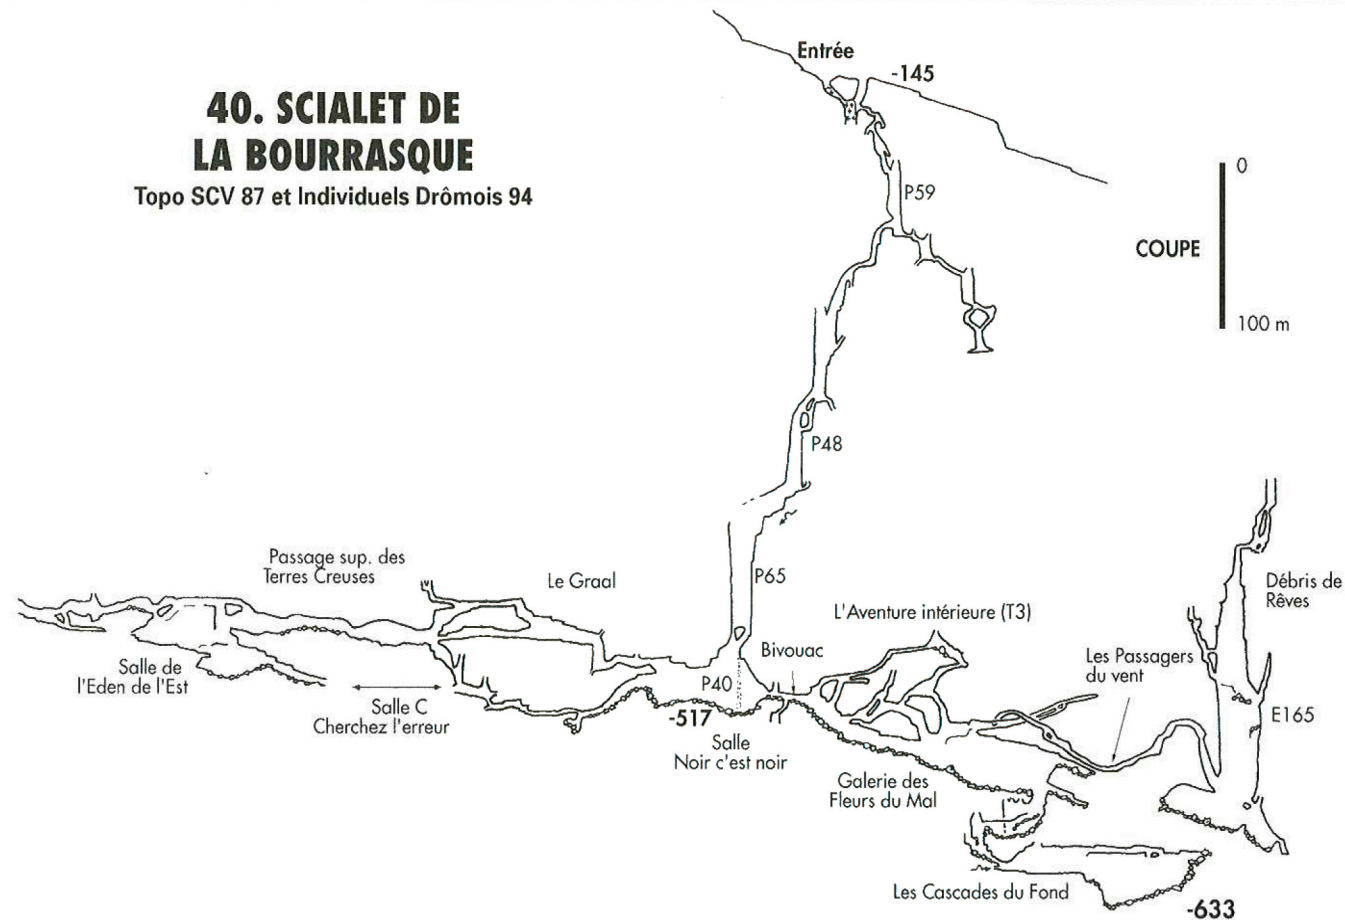 40. SCIALET DE
LA BOURRASQUE
Topo SCV 87 et Individuels Drômois 94
Entrée
-145
0
P59
COUPE
100 m
P48
Passage sup. des
Terres Creuses
Le Graal
P65
Débris de
Rêves
L'Aventure intérieure (T3)
Bivouac
Les Passagers
du vent
Salle de
l'Eden de l'Est
P40
Salle C
Cherchez l'erreur
-517
E165
Salle
Noir c'est noir
Galerie des
Fleurs du Mal
Les Cascades du Fond
-633